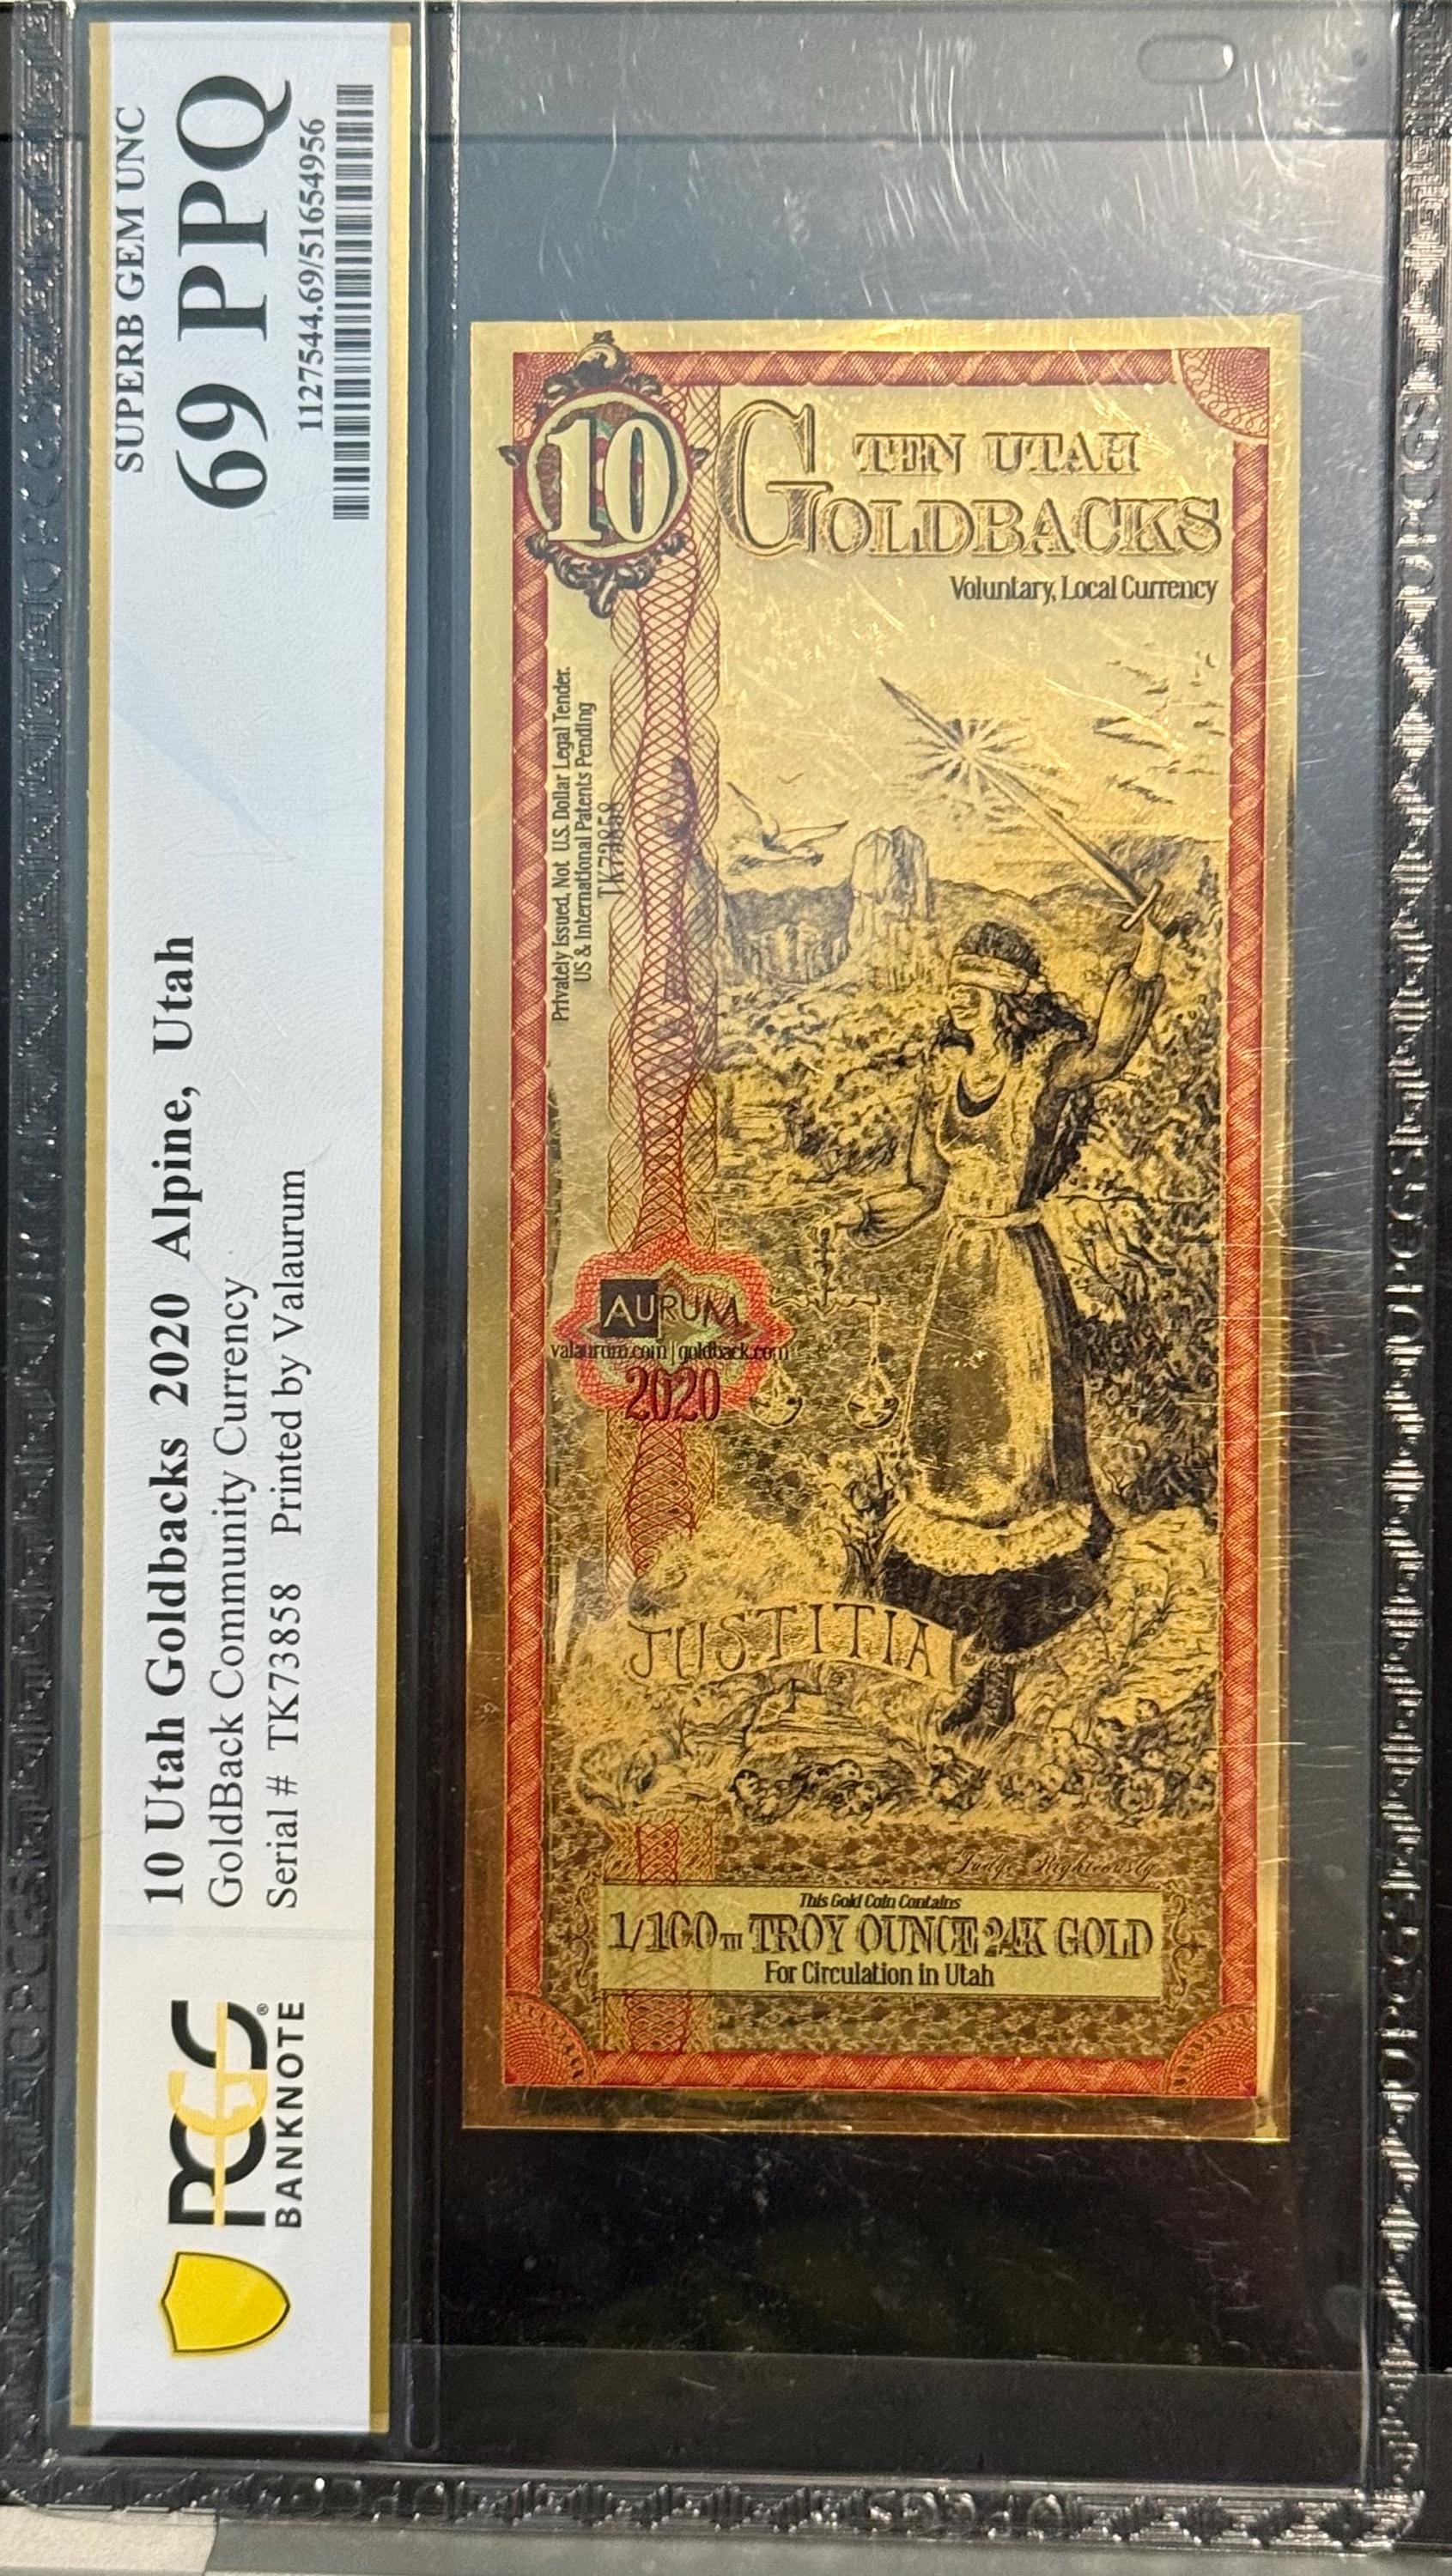 SUPERB GEM UNC
69 PPQ
1127544.69/51654956
10 Utah Goldbacks 2020 Alpine, Utah
GoldBack Community Currency
Serial # TK73858 Printed by Valaurum
PCGS®
BANKNOTE
10
TEN UTAH
GOLDBACKS
Voluntary, Local Currency
Privately Issued, Not U.S. Dollar Legal Tender.
US & International Patents Pending
TK73858
AURUM
valaurum.com | goldback.com
2020
JUSTITIA
Judge Righteously
This Gold Coin Contains
1/100TH TROY OUNCE 24K GOLD
For Circulation in Utah